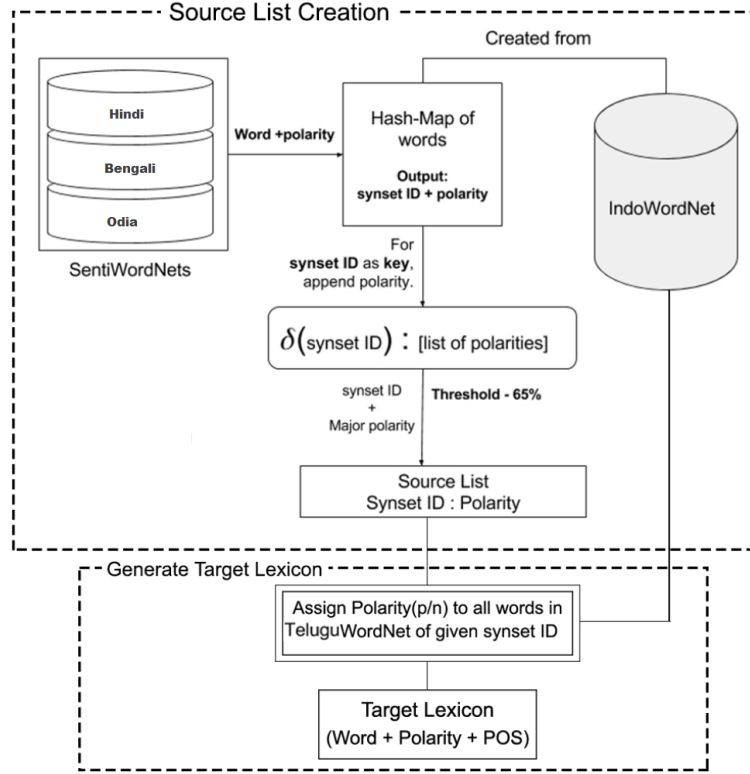 Source List Creation
Created from
Hindi
Bengali
Odia
SentiWordNets
Word +polarity
Hash-Map of
words
Output:
synset ID + polarity
IndoWordNet
For
synset ID as key,
append polarity.
δ(synset ID) : [list of polarities]
synset ID
+
Major polarity
Threshold - 65%
Source List
Synset ID : Polarity
Generate Target Lexicon
Assign Polarity(p/n) to all words in
TeluguWordNet of given synset ID
Target Lexicon
(Word + Polarity + POS)